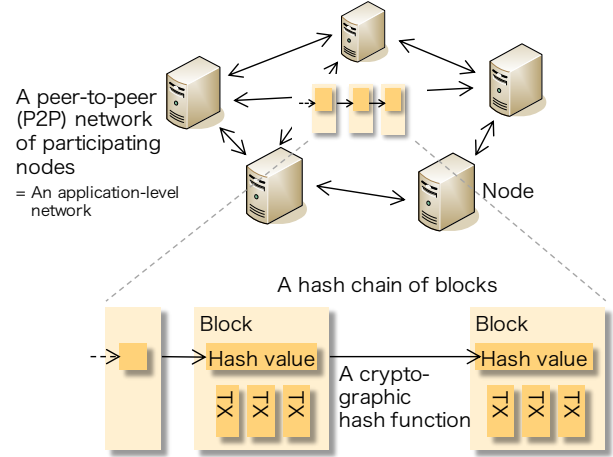 A peer-to-peer
(P2P) network
of participating
nodes
= An application-level
network
Node
A hash chain of blocks
Block
Hash value
TX
TX
TX
A crypto-
graphic
hash function
Block
Hash value
TX
TX
TX